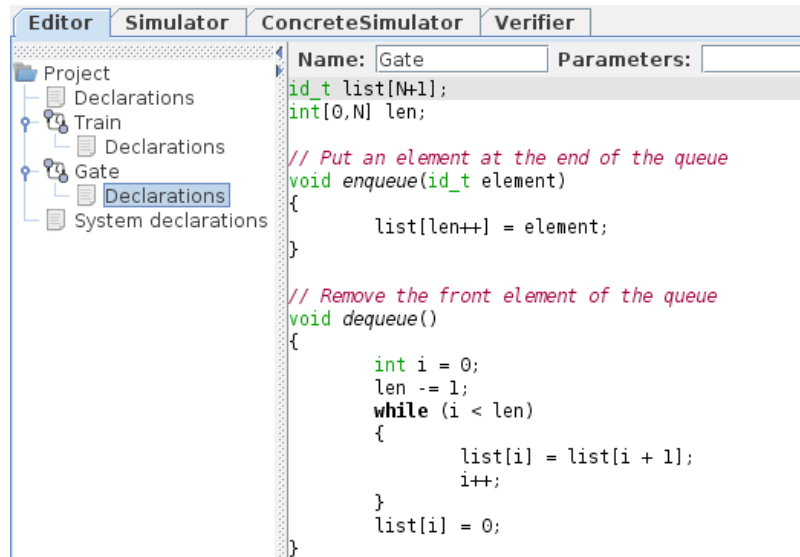 Editor Simulator ConcreteSimulator Verifier
Project
Declarations
Train
Declarations
Gate
Declarations
System declarations
Name: Gate Parameters:
id_t list[N+1];
int[0,N] len;
// Put an element at the end of the queue
void enqueue(id_t element)
{
list[len++] = element;
}
// Remove the front element of the queue
void dequeue()
{
int i = 0;
len -= 1;
while (i < len)
{
list[i] = list[i + 1];
i++;
}
list[i] = 0;
}